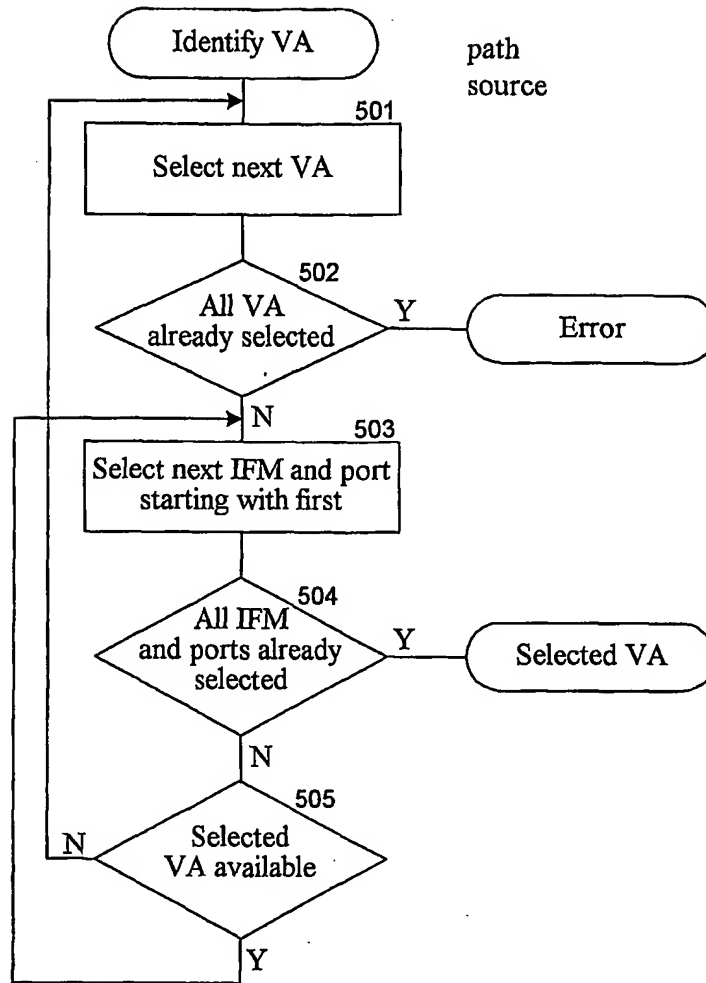 Identify VA
path
source
501
Select next VA
502
All VA
already selected
Y
Error
N
503
Select next IFM and port
starting with first
504
All IFM
and ports already
selected
Y
Selected VA
N
505
Selected
VA available
N
Y